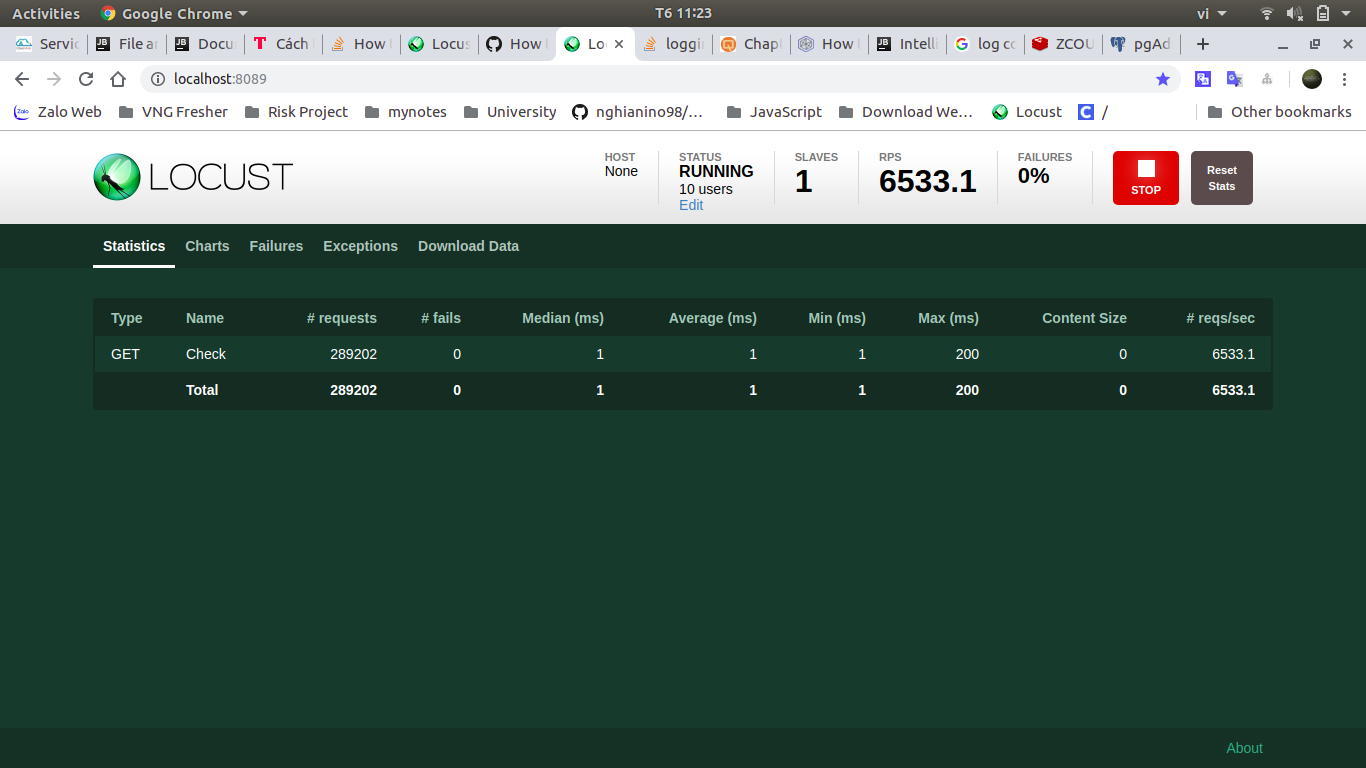 Activities Google Chrome T6 11:23 vi
Servic File ar Docu Cách How Locus How Lo loggin Chap How Intelli log co ZCOU pgAd
localhost:8089
Zalo Web VNG Fresher Risk Project mynotes University nghianino98/... JavaScript Download We... Locust / Other bookmarks
LOCUST
HOST
None
STATUS
RUNNING
10 users
Edit
SLAVES
1
RPS
6533.1
FAILURES
0%
STOP
Reset
Stats
Statistics Charts Failures Exceptions Download Data
Type Name # requests # fails Median (ms) Average (ms) Min (ms) Max (ms) Content Size # reqs/sec
GET Check 289202 0 1 1 1 200 0 6533.1
Total 289202 0 1 1 1 200 0 6533.1
About